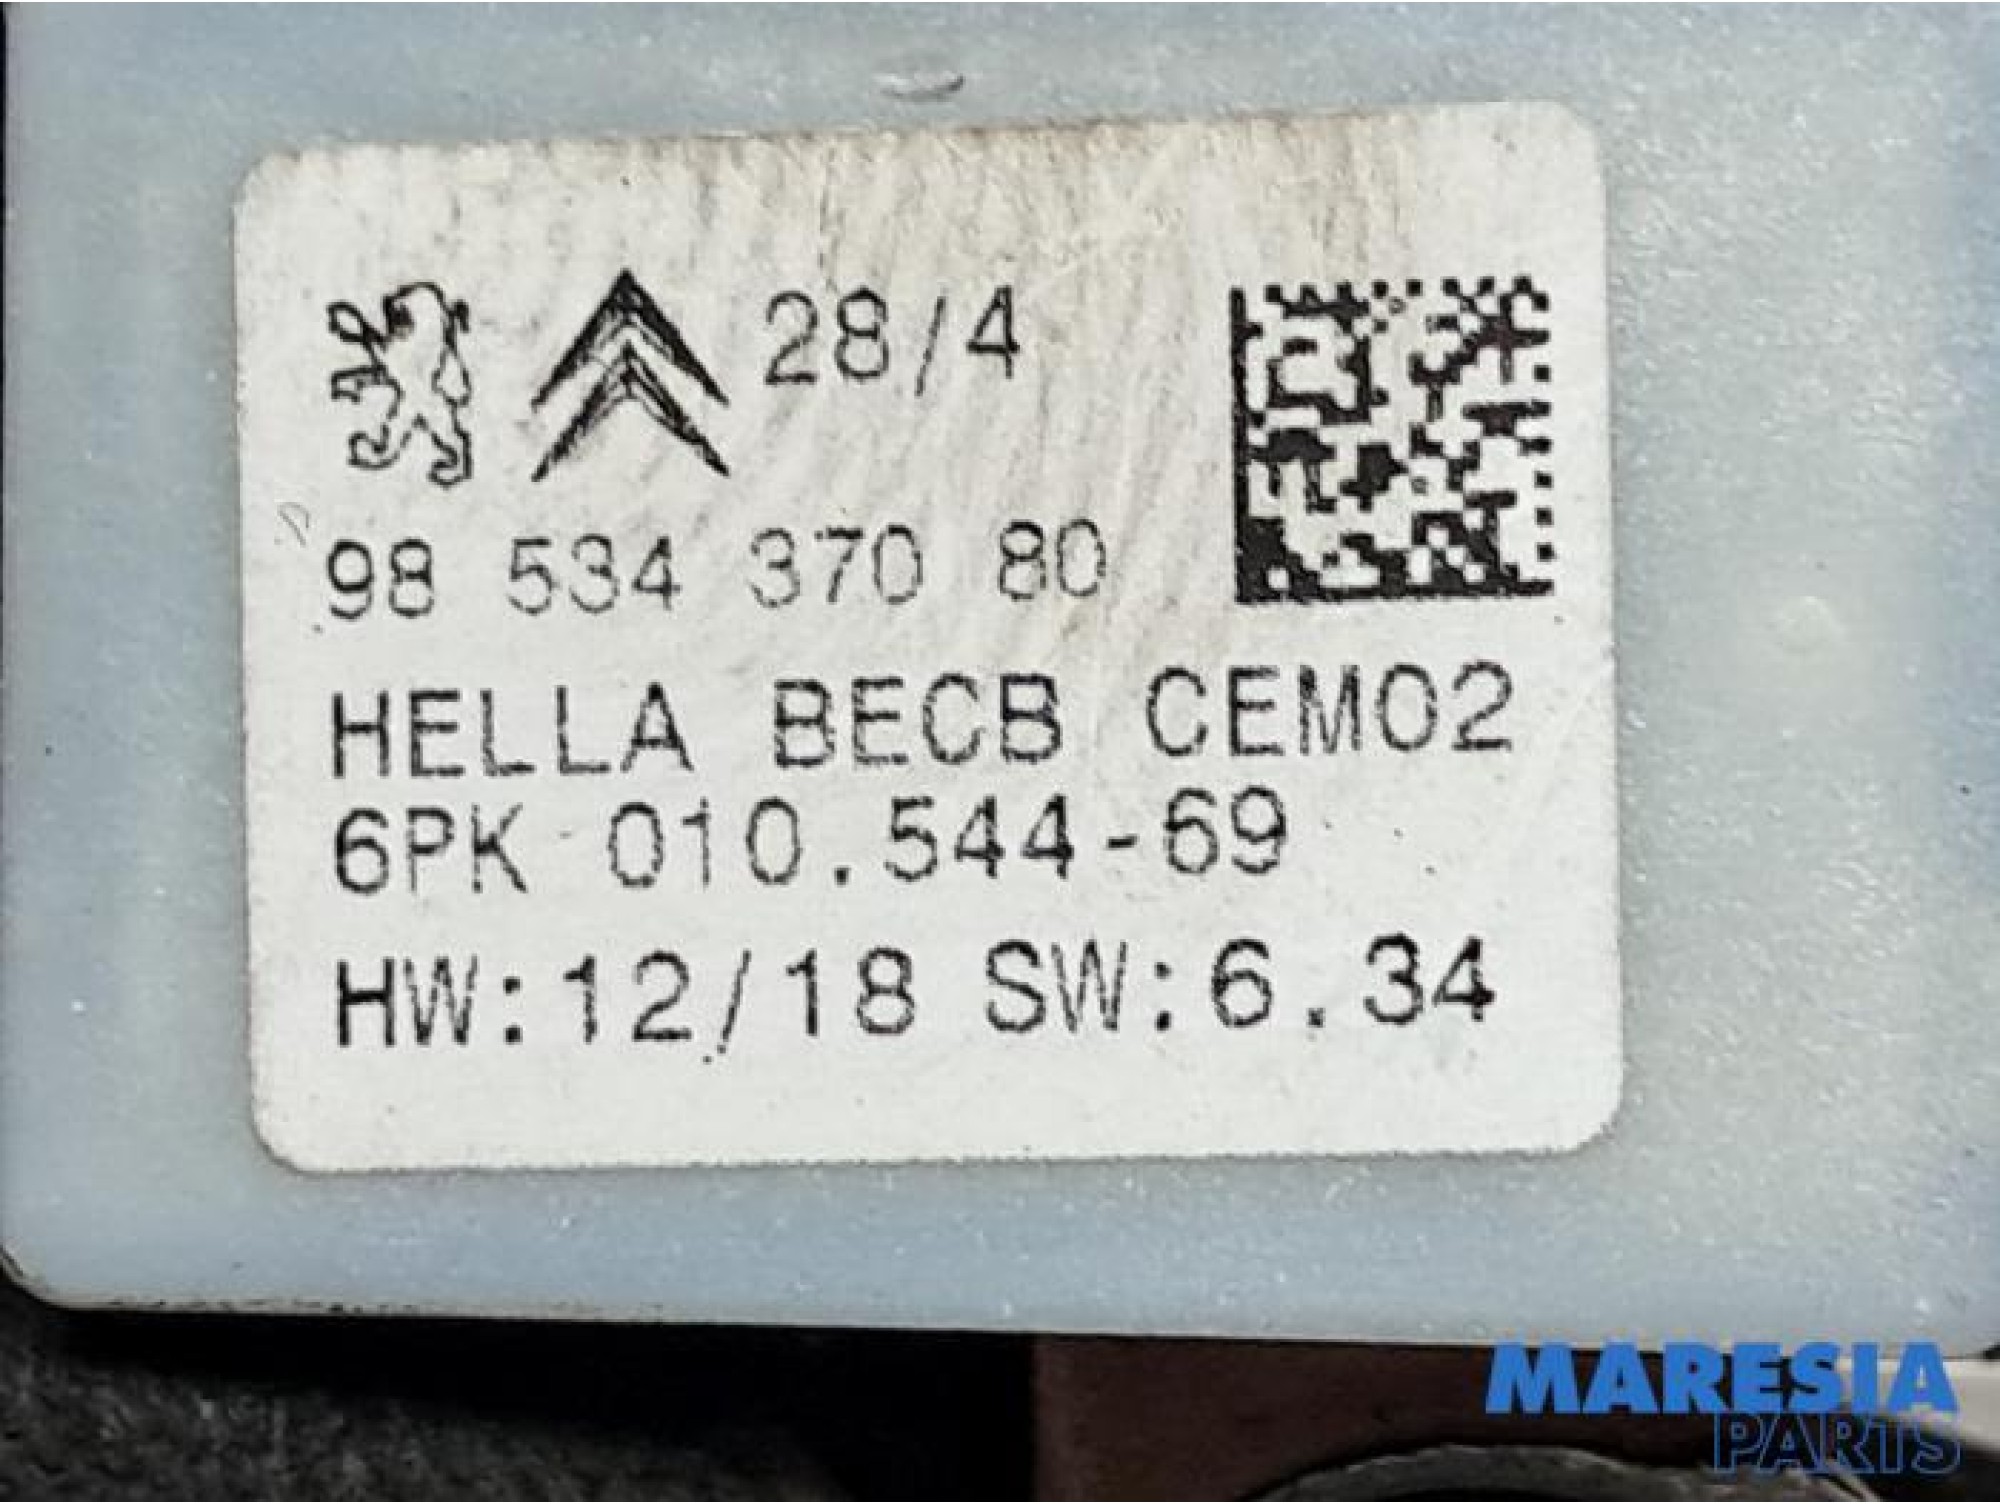 28/4
98 534 370 80
HELLA BECB CEM02
6PK 010.544-69
HW:12/18 SW:6.34
MARESIA
PARTS